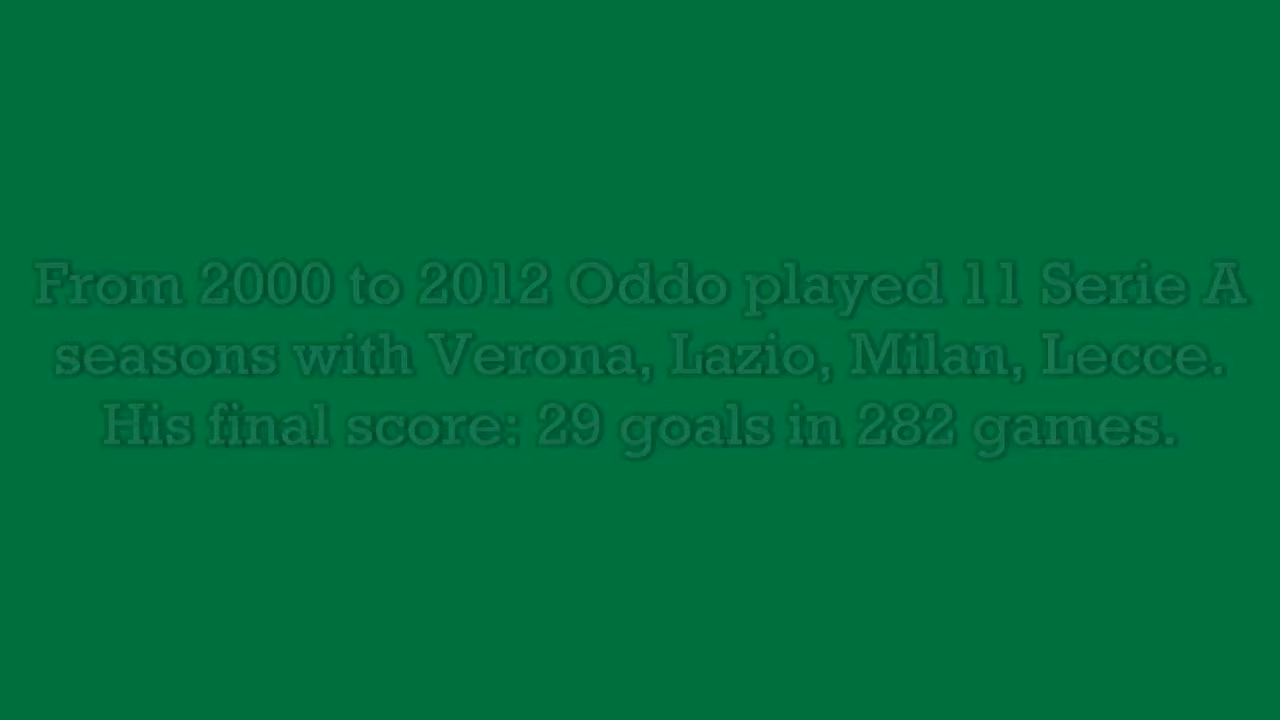 From 2000 to 2012 Oddo played 11 Serie A
seasons with Verona, Lazio, Milan, Lecce.
His final score: 29 goals in 282 games.